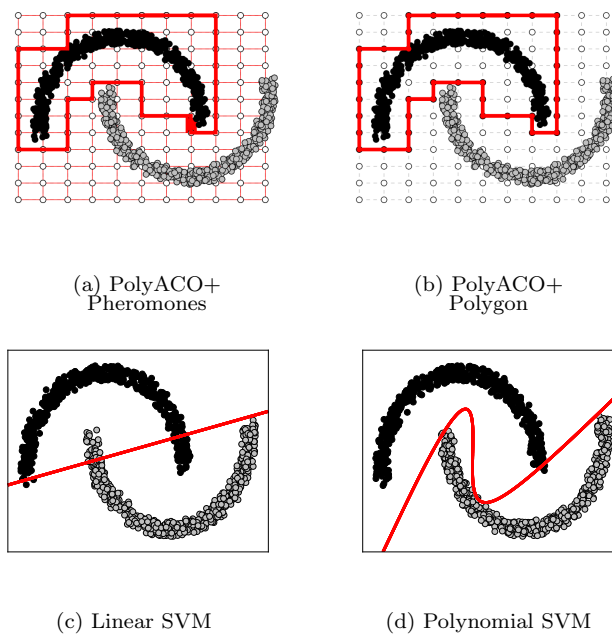 (a) PolyACO+
Pheromones
(b) PolyACO+
Polygon
(c) Linear SVM
(d) Polynomial SVM